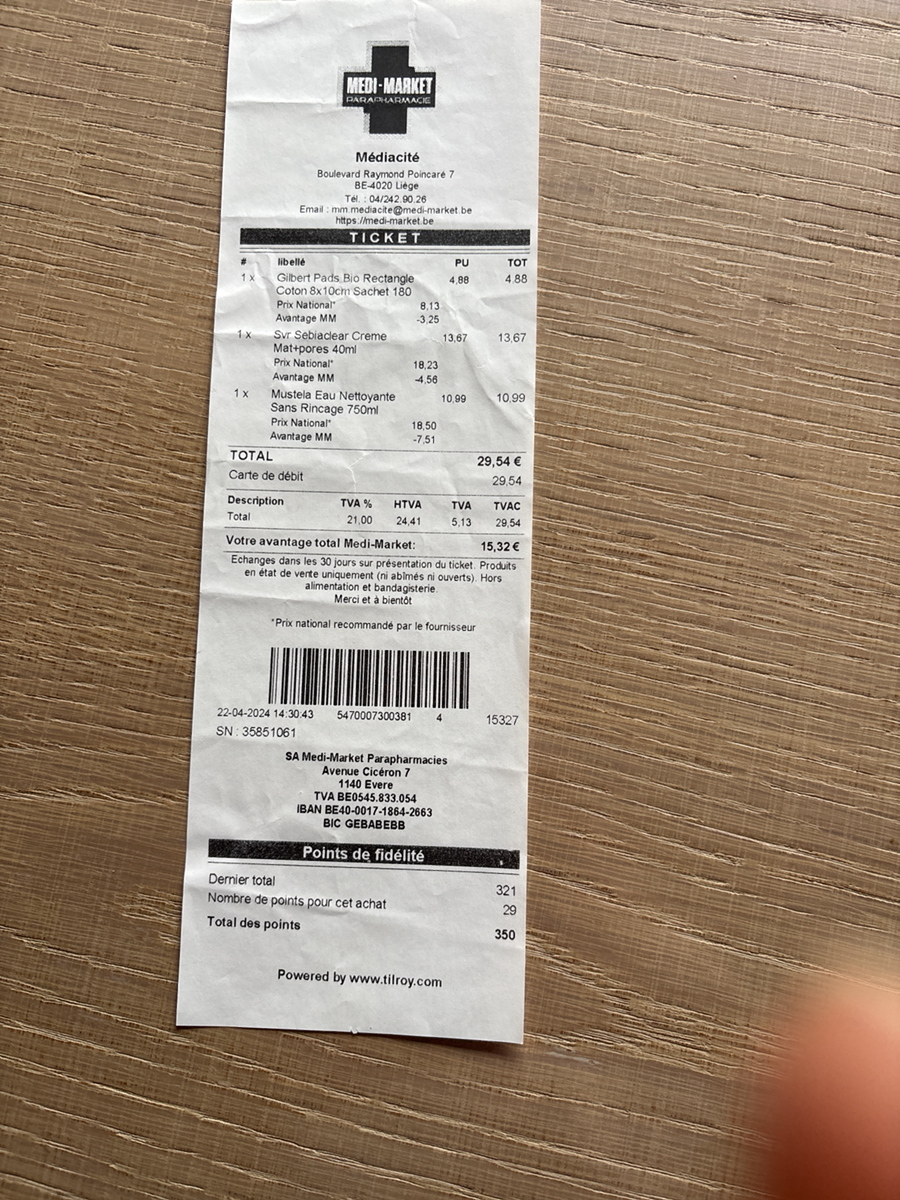 MEDI-MARKET
PARAPHARMACIE
Médiacité
Boulevard Raymond Poincaré 7
BE-4020 Liège
Tél. : 04/242.90.26
Email : mm.mediacite@medi-market.be
https://medi-market.be
TICKET
# libellé PU TOT
1 x Gilbert Pads Bio Rectangle 4,88 4,88
Coton 8x10cm Sachet 180
Prix National* 8,13
Avantage MM -3,25
1 x Svr Sebiaclear Creme 13,67 13,67
Mat+pores 40ml
Prix National* 18,23
Avantage MM -4,56
1 x Mustela Eau Nettoyante 10,99 10,99
Sans Rincage 750ml
Prix National* 18,50
Avantage MM -7,51
TOTAL 29,54 €
Carte de débit 29,54
Description TVA % HTVA TVA TVAC
Total 21,00 24,41 5,13 29,54
Votre avantage total Medi-Market: 15,32 €
Echanges dans les 30 jours sur présentation du ticket. Produits
en état de vente uniquement (ni abîmés ni ouverts). Hors
alimentation et bandagisterie.
Merci et à bientôt
*Prix national recommandé par le fournisseur
22-04-2024 14:30:43 5470007300381 4 15327
SN : 35851061
SA Medi-Market Parapharmacies
Avenue Cicéron 7
1140 Evere
TVA BE0545.833.054
IBAN BE40-0017-1864-2663
BIC GEBABEBB
Points de fidélité
Dernier total 321
Nombre de points pour cet achat 29
Total des points 350
Powered by www.tilroy.com